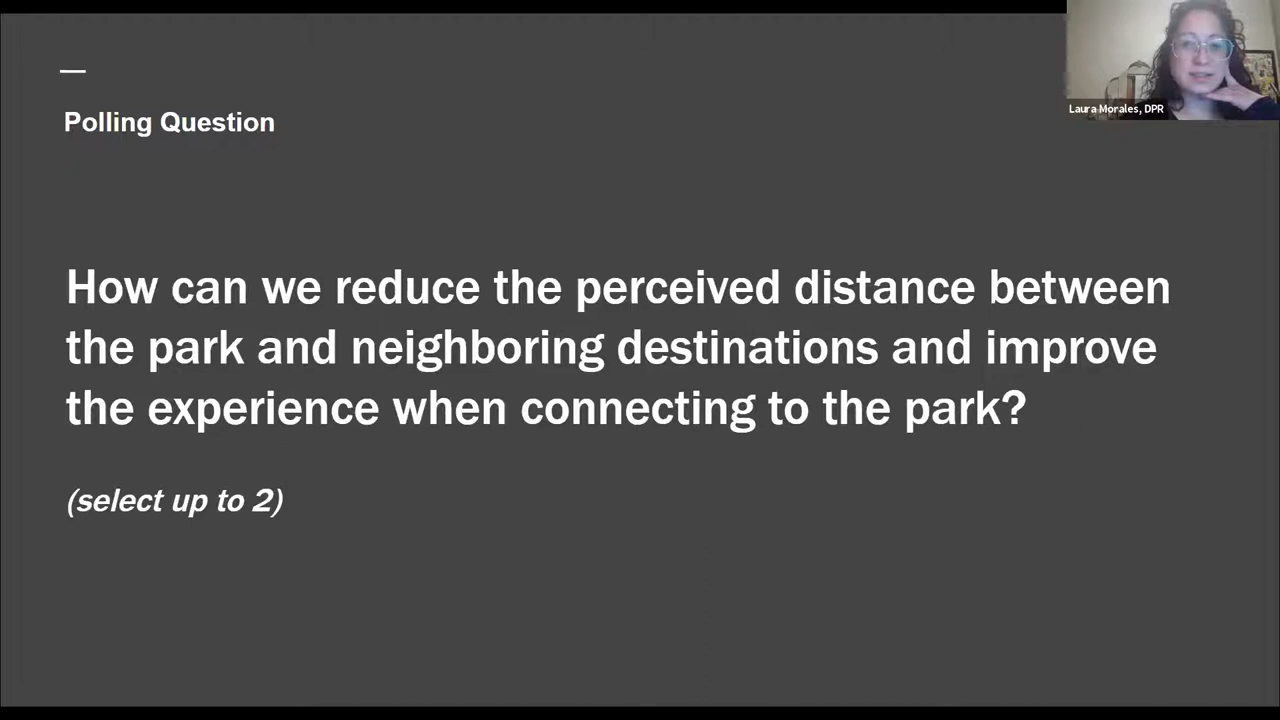 Polling Question
How can we reduce the perceived distance between
the park and neighboring destinations and improve
the experience when connecting to the park?
(select up to 2)
Laura Morales, DPR